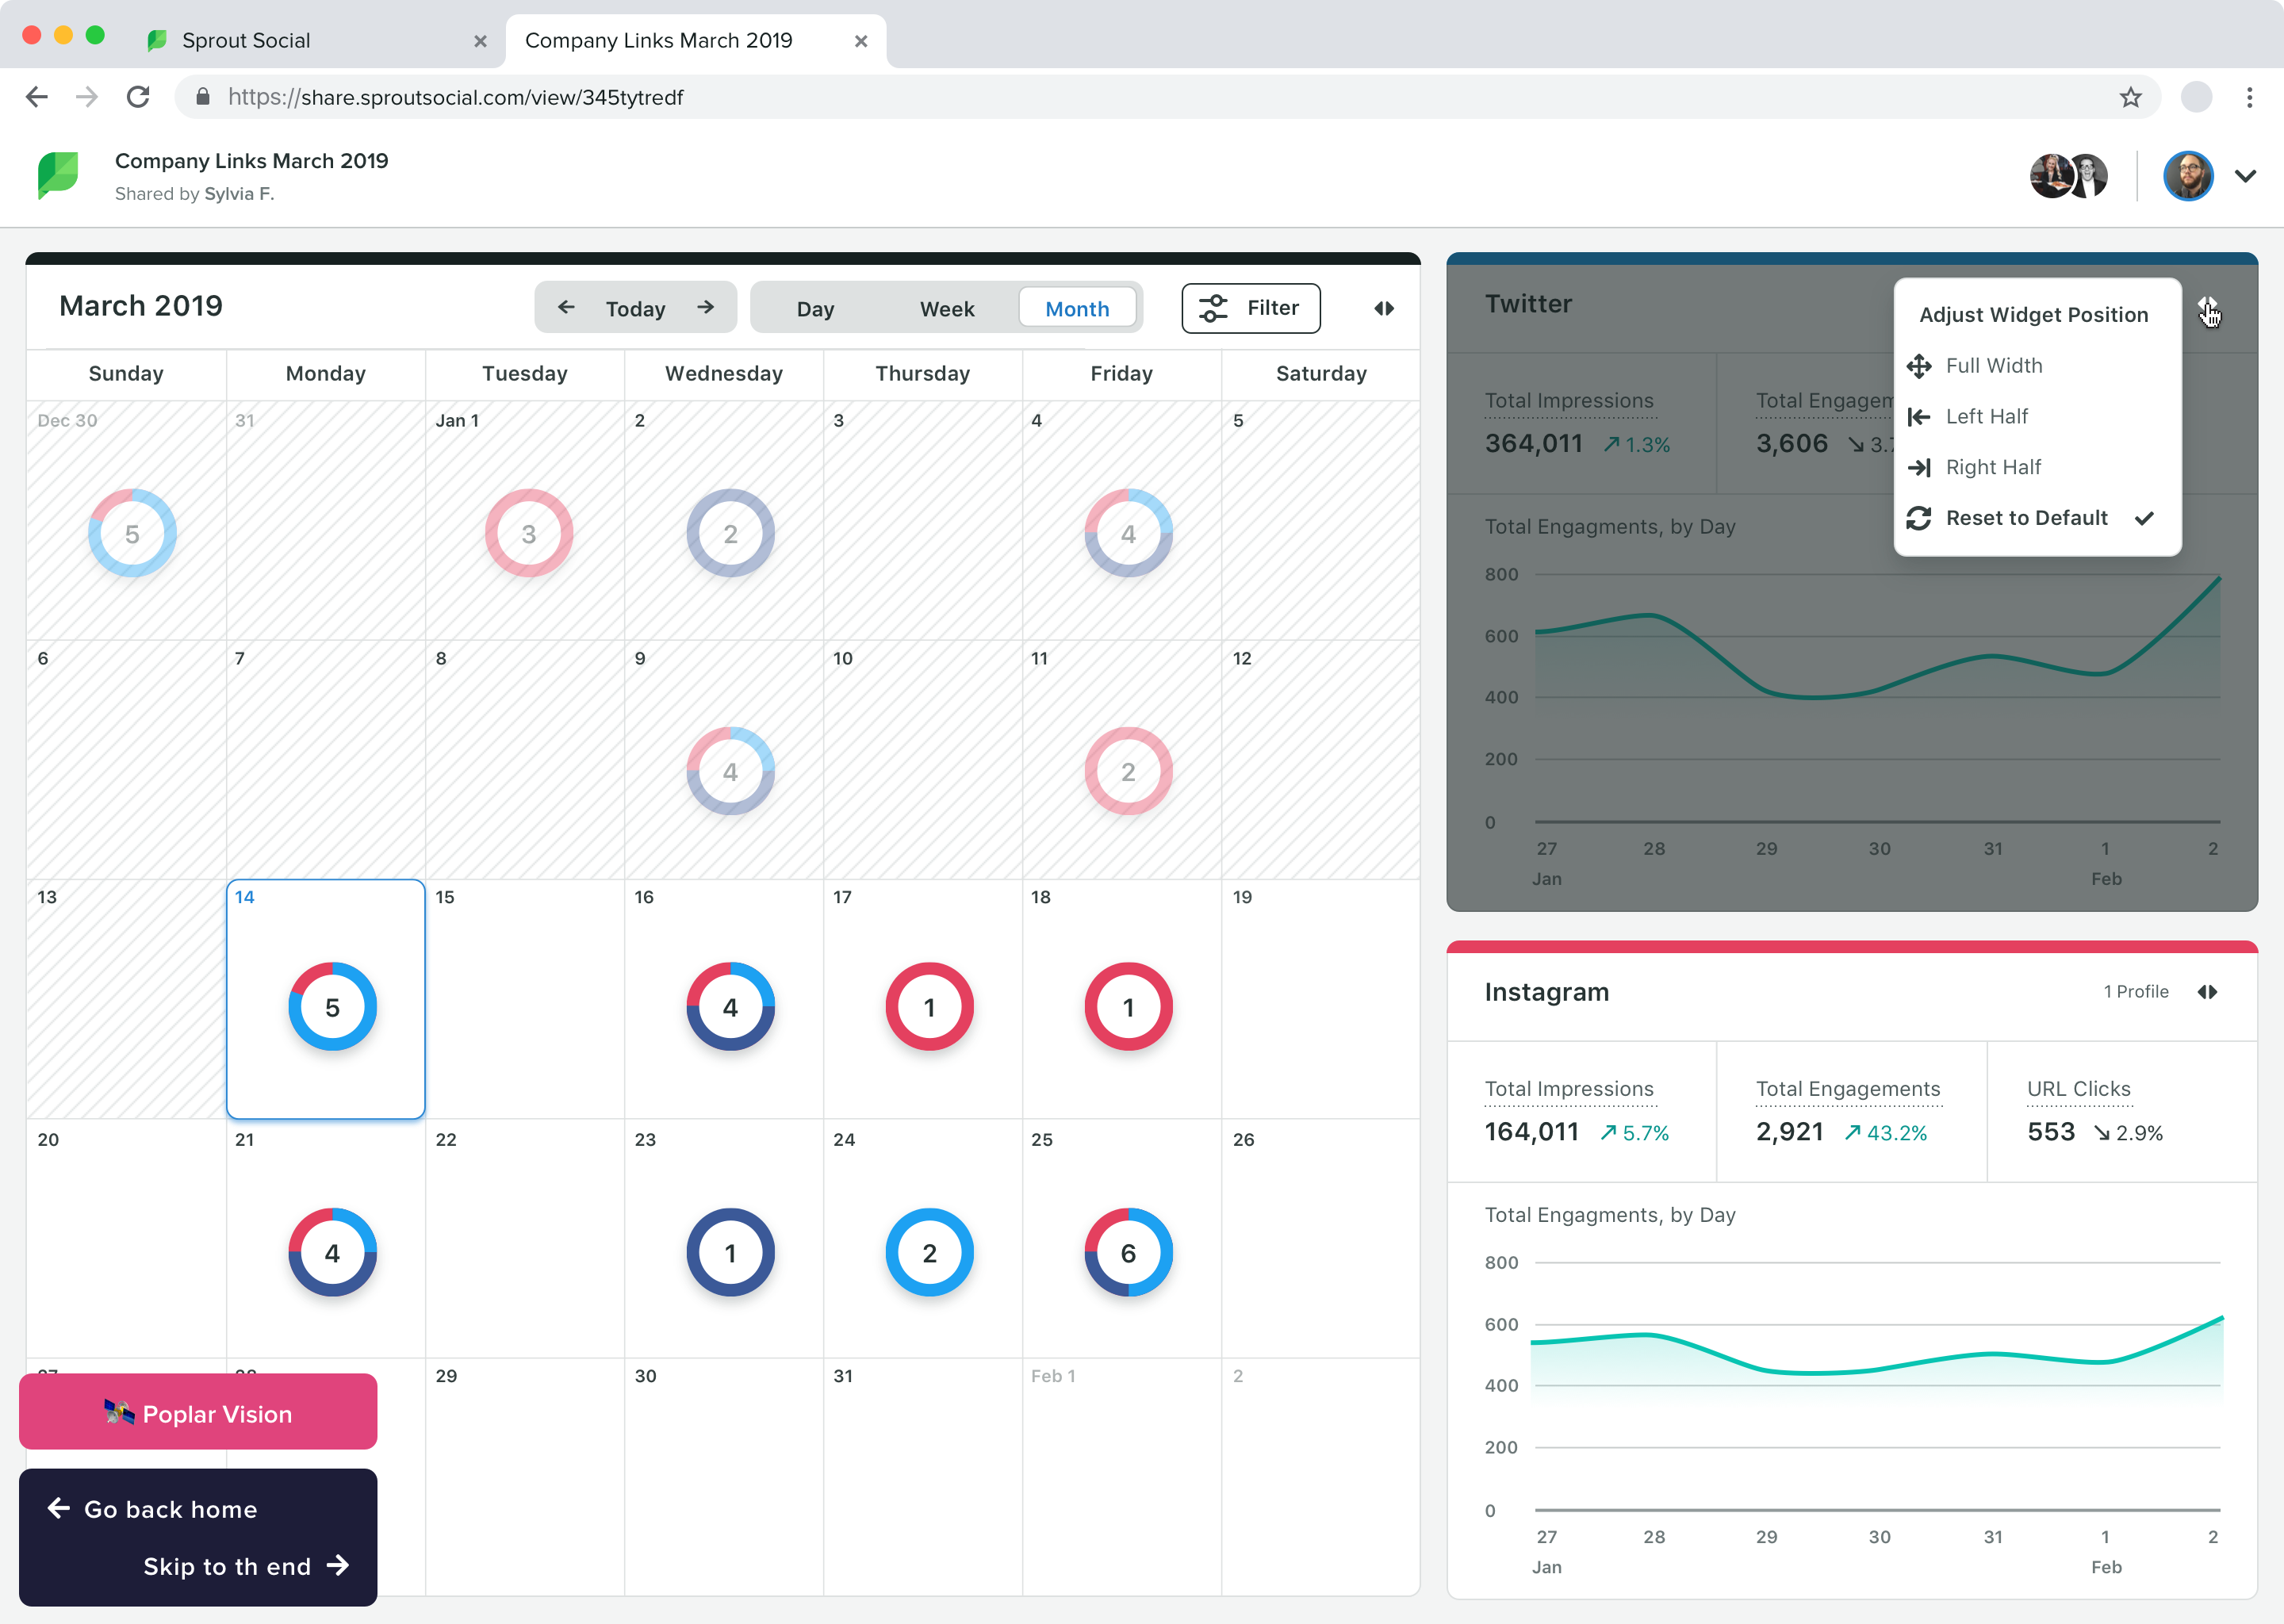 Sprout Social
Company Links March 2019
https://share.sproutsocial.com/view/345tytredf
Company Links March 2019
Shared by Sylvia F.
March 2019
Today
Day Week Month
Filter
Sunday Monday Tuesday Wednesday Thursday Friday Saturday
Dec 30 31 Jan 1 2 3 4 5
5 3 2 4
6 7 8 9 10 11 12
4 2
13 14 15 16 17 18 19
5 4 1 1
20 21 22 23 24 25 26
4 1 2 6
29 30 31 Feb 1 2
Poplar Vision
Go back home
Skip to th end
Twitter
Adjust Widget Position
Full Width
Left Half
Right Half
Reset to Default
Total Impressions
364,011 1.3%
Total Engagem
3,606 3.
Total Engagments, by Day
800
600
400
200
0
27 28 29 30 31 1 2
Jan Feb
Instagram
1 Profile
Total Impressions Total Engagements URL Clicks
164,011 5.7% 2,921 43.2% 553 2.9%
Total Engagments, by Day
800
600
400
200
0
27 28 29 30 31 1 2
Jan Feb